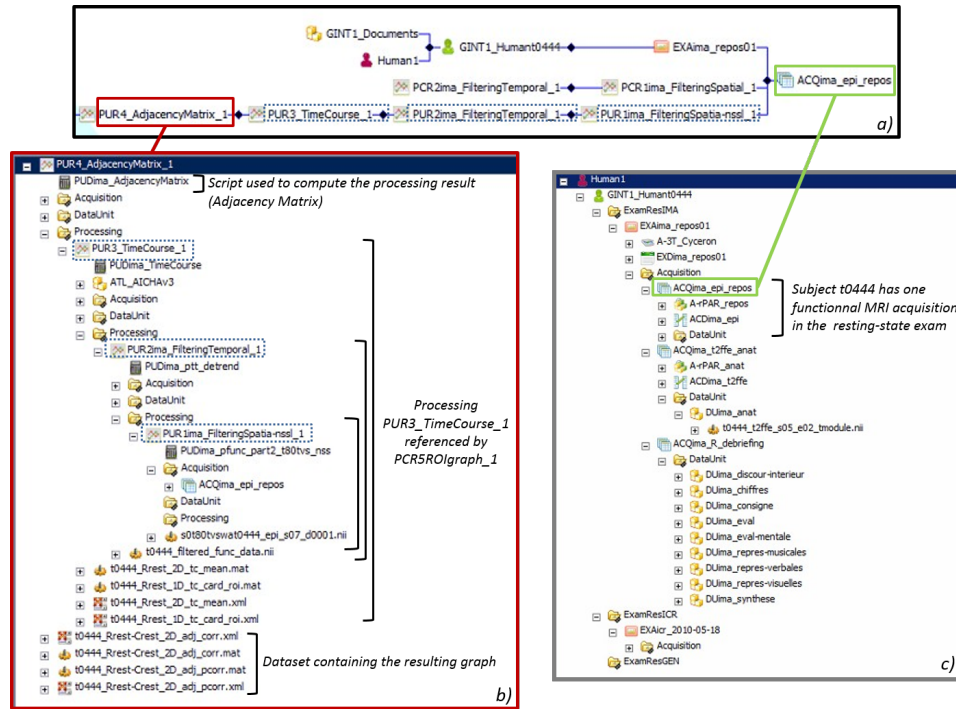 GINT1_Documents
Human1
GINT1_Humant0444
EXAima_repos01
ACQima_epi_repos
PCR2ima_FilteringTemporal_1
PCR1ima_FilteringSpatial_1
PUR4_AdjacencyMatrix_1
PUR3_TimeCourse_1
PUR2ima_FilteringTemporal_1
PUR1ima_FilteringSpatia-nssl_1
a)
PUR4_AdjacencyMatrix_1
PUDima_AdjacencyMatrix
Script used to compute the processing result
(Adjacency Matrix)
Acquisition
DataUnit
Processing
PUR3_TimeCourse_1
PUDima_TimeCourse
ATL_AICHAv3
Acquisition
DataUnit
Processing
PUR2ima_FilteringTemporal_1
PUDima_ptt_detrend
Acquisition
DataUnit
Processing
PUR1ima_FilteringSpatia-nssl_1
PUDima_pfunc_part2_t80tvs_nss
Acquisition
ACQima_epi_repos
DataUnit
Processing
s0t80tvswat0444_epi_s07_d0001.nii
t0444_filtered_func_data.nii
t0444_Rrest_2D_tc_mean.mat
t0444_Rrest_1D_tc_card_roi.mat
t0444_Rrest_2D_tc_mean.xml
t0444_Rrest_1D_tc_card_roi.xml
t0444_Rrest-Crest_2D_adj_corr.xml
t0444_Rrest-Crest_2D_adj_corr.mat
t0444_Rrest-Crest_2D_adj_pcorr.mat
t0444_Rrest-Crest_2D_adj_pcorr.xml
Processing
PUR3_TimeCourse_1
referenced by
PCR5ROIgraph_1
Dataset containing the resulting graph
b)
Human1
GINT1_Humant0444
ExamResIMA
EXAima_repos01
A-3T_Cyceron
EXDima_repos01
Acquisition
ACQima_epi_repos
A-rPAR_repos
ACDima_epi
DataUnit
Subject t0444 has one
functionnal MRI acquisition
in the resting-state exam
ACQima_t2ffe_anat
A-rPAR_anat
ACDima_t2ffe
DataUnit
DUima_anat
t0444_t2ffe_s05_e02_tmodule.nii
ACQima_R_debriefing
DataUnit
DUima_discour-interieur
DUima_chiffres
DUima_consigne
DUima_eval
DUima_eval-mentale
DUima_repres-musicales
DUima_repres-verbales
DUima_repres-visuelles
DUima_synthese
ExamResICR
EXAicr_2010-05-18
Acquisition
ExamResGEN
c)